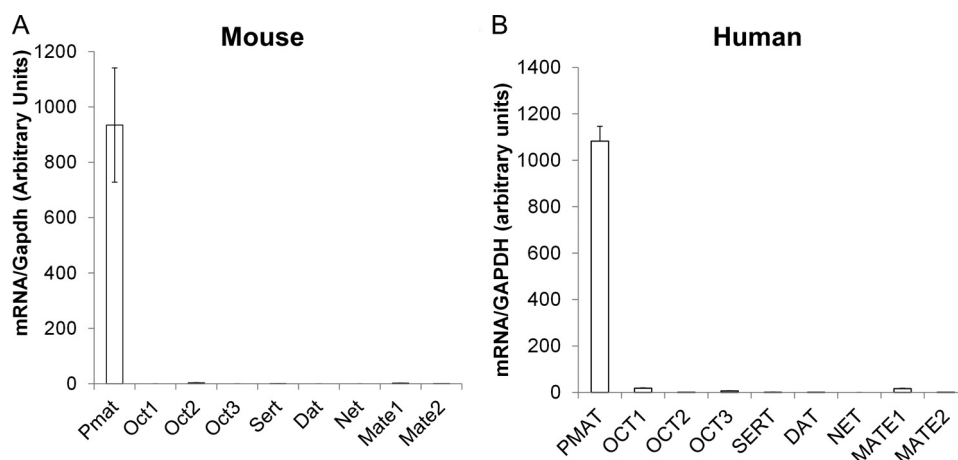 A
Mouse
mRNA/Gapdh (Arbitrary Units)
1200
1000
800
600
400
200
0
Pmat
Oct1
Oct2
Oct3
Sert
Dat
Net
Mate1
Mate2
B
Human
mRNA/GAPDH (arbitrary units)
1400
1200
1000
800
600
400
200
0
PMAT
OCT1
OCT2
OCT3
SERT
DAT
NET
MATE1
MATE2